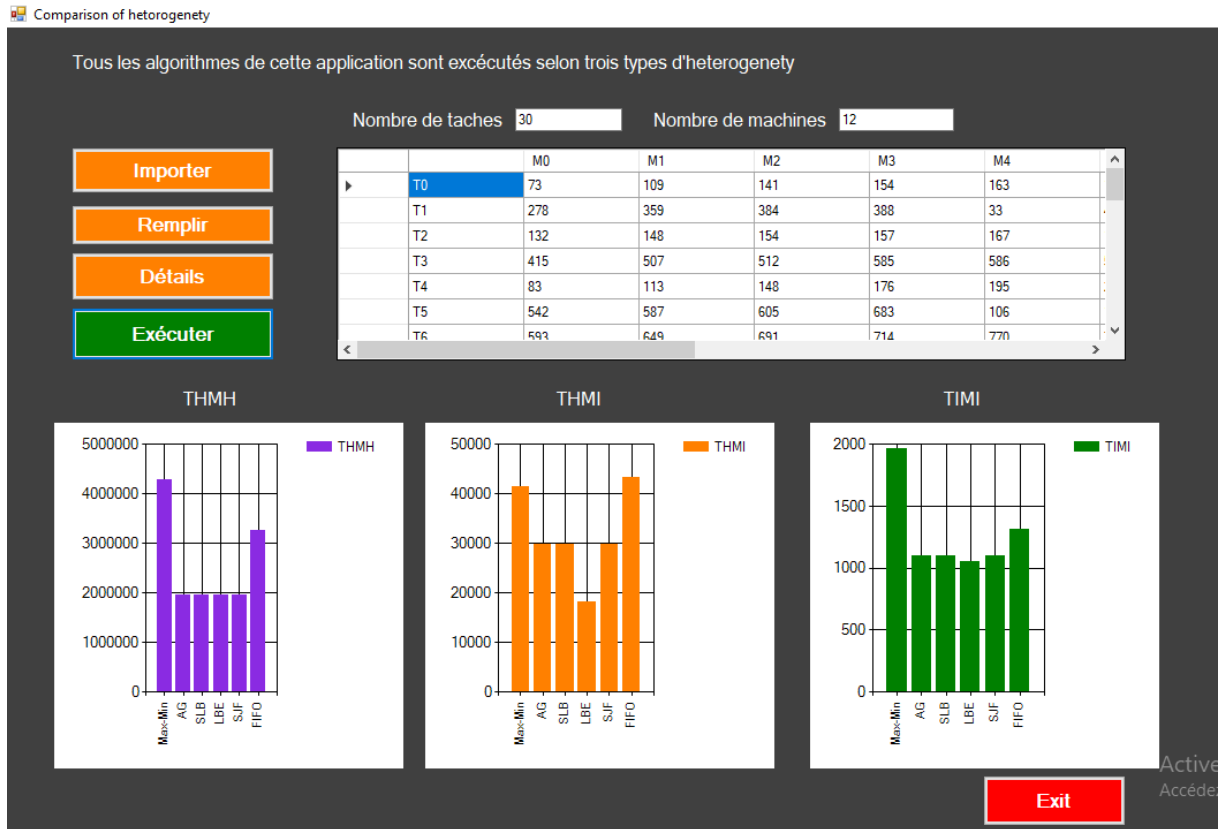 Comparison of hetorogenety
Tous les algorithmes de cette application sont excécutés selon trois types d'heterogenety
Nombre de taches 30 Nombre de machines 12
Importer
Remplir
Détails
Exécuter
M0 M1 M2 M3 M4
T0 73 109 141 154 163
T1 278 359 384 388 33
T2 132 148 154 157 167
T3 415 507 512 585 586
T4 83 113 148 176 195
T5 542 587 605 683 106
T6 593 649 691 714 770
THMH
5000000
4000000
3000000
2000000
1000000
0
Max-Min AG SLB LBE SJF FIFO
THMH
THMI
50000
40000
30000
20000
10000
0
Max-Min AG SLB LBE SJF FIFO
THMI
TIMI
2000
1500
1000
500
0
Max-Min AG SLB LBE SJF FIFO
TIMI
Active
Accédez
Exit